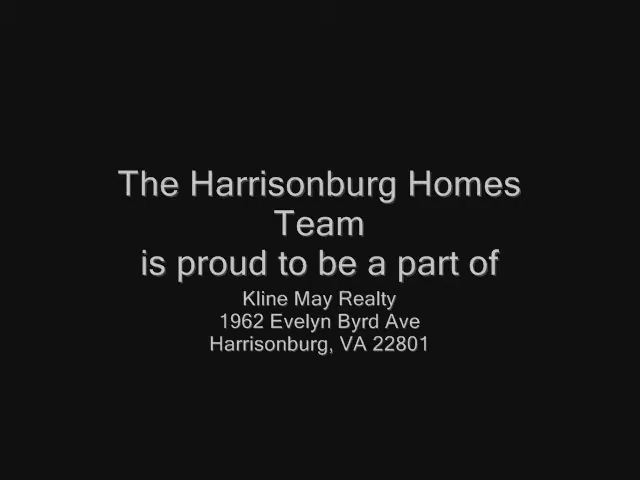 The Harrisonburg Homes
Team
is proud to be a part of
Kline May Realty
1962 Evelyn Byrd Ave
Harrisonburg, VA 22801